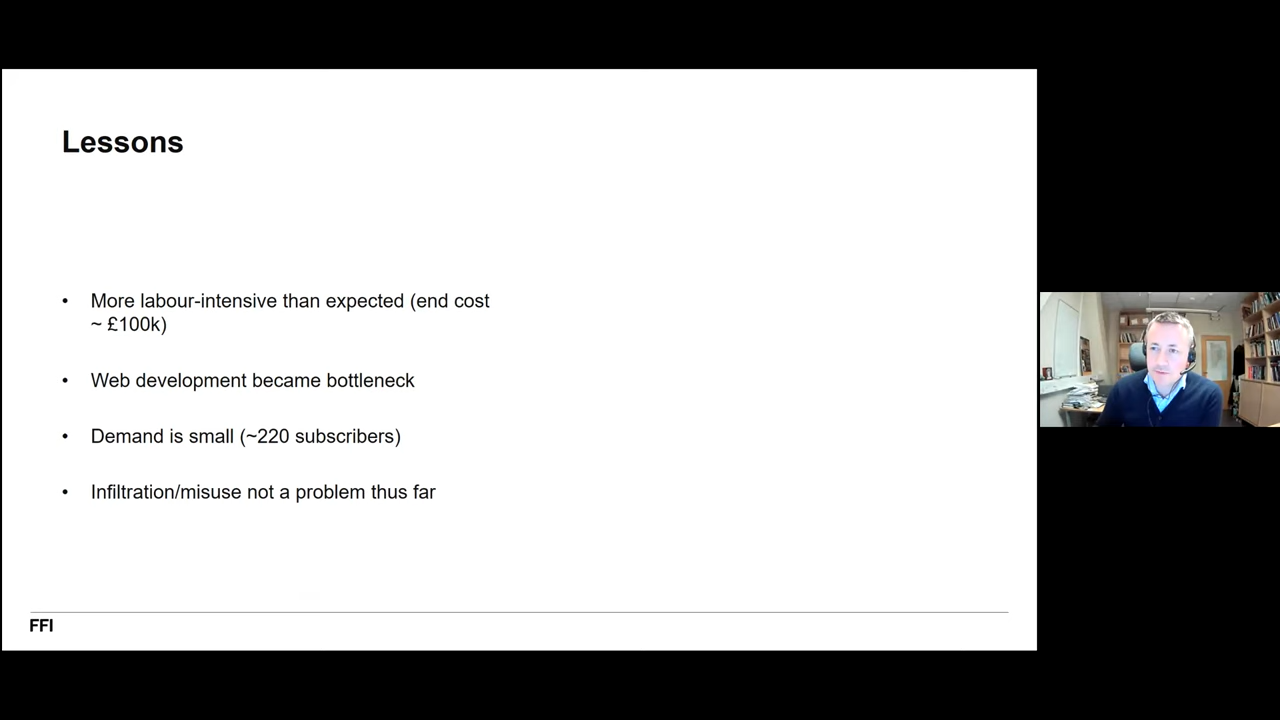 Lessons
• More labour-intensive than expected (end cost
~ £100k)
• Web development became bottleneck
• Demand is small (~220 subscribers)
• Infiltration/misuse not a problem thus far
FFI